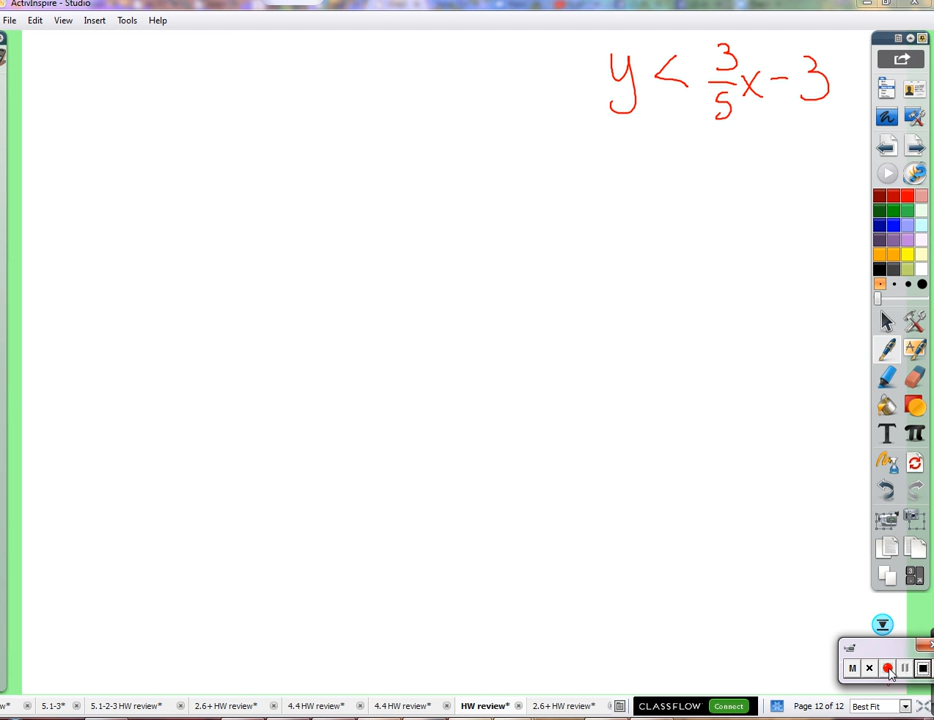 ActivInspire - Studio
File Edit View Insert Tools Help
y < 3/5 x - 3
w* 5.1-3* 5.1-2-3 HW review* 2.6+ HW review* 4.4 HW review* 4.4 HW review* HW review* 2.6+ HW review* CLASSFLOW Connect Page 12 of 12 Best Fit